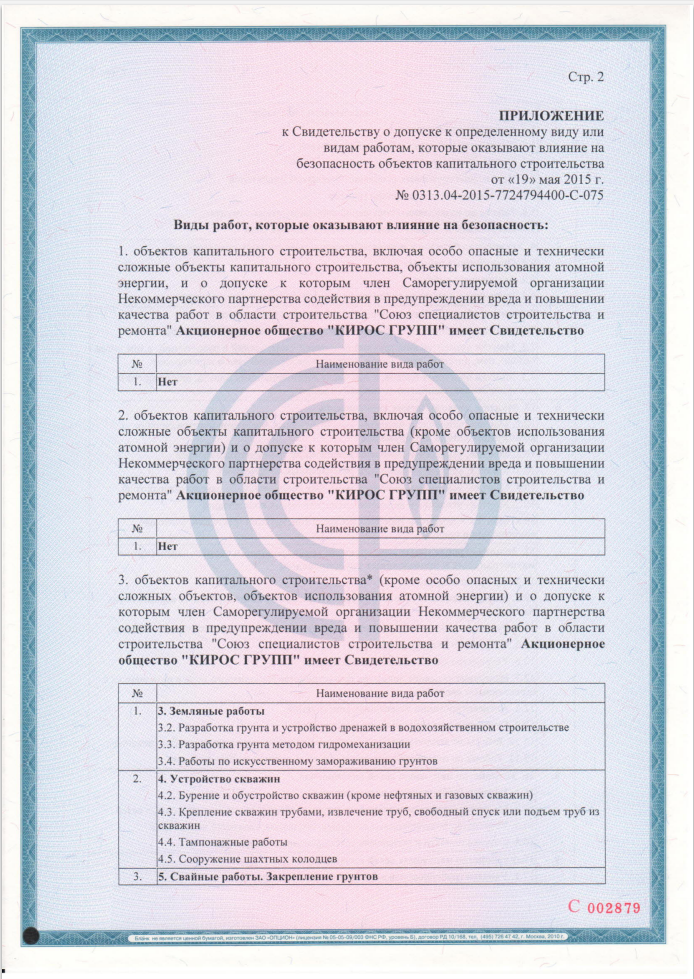 Стр. 2
ПРИЛОЖЕНИЕ
к Свидетельству о допуске к определенному виду или
видам работам, которые оказывают влияние на
безопасность объектов капитального строительства
от «19» мая 2015 г.
№ 0313.04-2015-7724794400-С-075
Виды работ, которые оказывают влияние на безопасность:
1. объектов капитального строительства, включая особо опасные и технически
сложные объекты капитального строительства, объекты использования атомной
энергии, и о допуске к которым член Саморегулируемой организации
Некоммерческого партнерства содействия в предупреждении вреда и повышении
качества работ в области строительства "Союз специалистов строительства и
ремонта" Акционерное общество "КИРОС ГРУПП" имеет Свидетельство
№ Наименование вида работ
1. Нет
2. объектов капитального строительства, включая особо опасные и технически
сложные объекты капитального строительства (кроме объектов использования
атомной энергии) и о допуске к которым член Саморегулируемой организации
Некоммерческого партнерства содействия в предупреждении вреда и повышении
качества работ в области строительства "Союз специалистов строительства и
ремонта" Акционерное общество "КИРОС ГРУПП" имеет Свидетельство
№ Наименование вида работ
1. Нет
3. объектов капитального строительства* (кроме особо опасных и технически
сложных объектов, объектов использования атомной энергии) и о допуске к
которым член Саморегулируемой организации Некоммерческого партнерства
содействия в предупреждении вреда и повышении качества работ в области
строительства "Союз специалистов строительства и ремонта" Акционерное
общество "КИРОС ГРУПП" имеет Свидетельство
№ Наименование вида работ
1. 3. Земляные работы
3.2. Разработка грунта и устройство дренажей в водохозяйственном строительстве
3.3. Разработка грунта методом гидромеханизации
3.4. Работы по искусственному замораживанию грунтов
2. 4. Устройство скважин
4.2. Бурение и обустройство скважин (кроме нефтяных и газовых скважин)
4.3. Крепление скважин трубами, извлечение труб, свободный спуск или подъем труб из
скважин
4.4. Тампонажные работы
4.5. Сооружение шахтных колодцев
3. 5. Свайные работы. Закрепление грунтов
С 002879
Бланк не является ценной бумагой, изготовлен ЗАО «ОПЦИОН» (лицензия № 05-05-09/003 ФНС РФ, уровень Б), договор РД 10/168, тел. (495) 726 47 42, г. Москва, 2010 г.